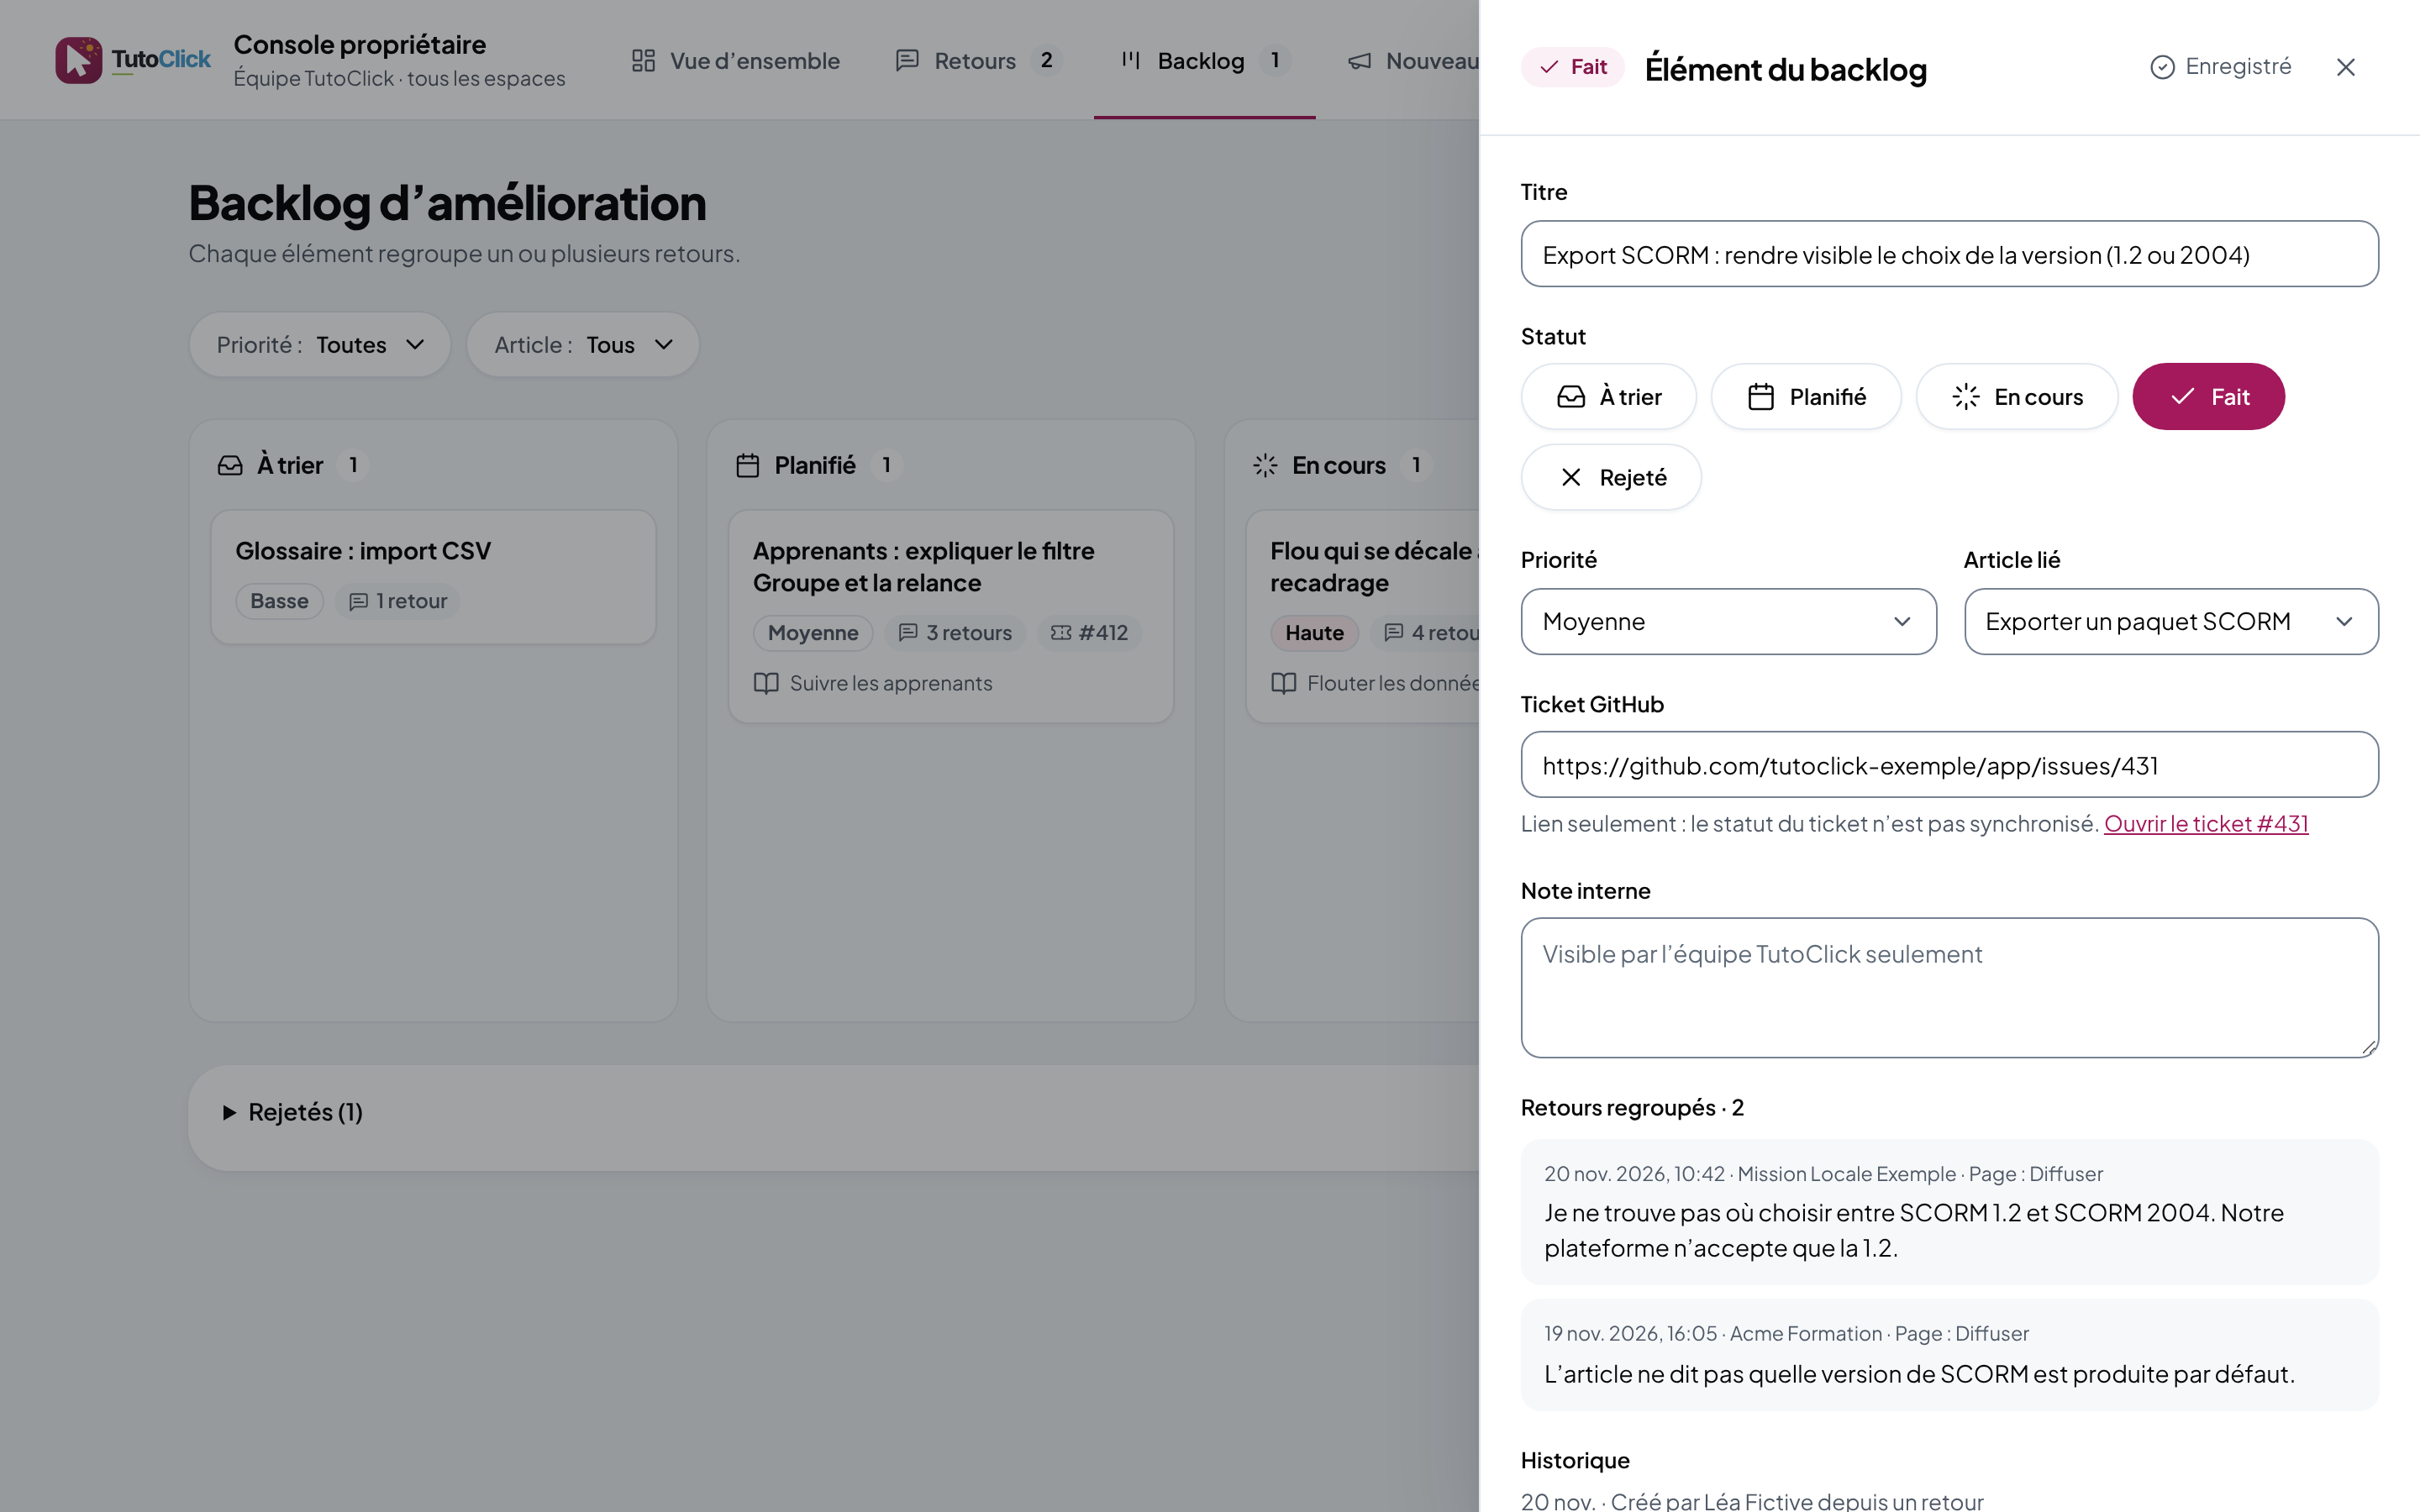 TutoClick
Console propriétaire
Équipe TutoClick · tous les espaces
Vue d’ensemble
Retours 2
Backlog 1
Nouveau
Backlog d’amélioration
Chaque élément regroupe un ou plusieurs retours.
Priorité : Toutes
Article : Tous
À trier 1
Glossaire : import CSV
Basse
1 retour
Planifié 1
Apprenants : expliquer le filtre
Groupe et la relance
Moyenne
3 retours
#412
Suivre les apprenants
En cours 1
Flou qui se décale
recadrage
Haute
4 retou
Flouter les donnée
Rejetés (1)
Fait
Élément du backlog
Enregistré
Titre
Export SCORM : rendre visible le choix de la version (1.2 ou 2004)
Statut
À trier
Planifié
En cours
Fait
Rejeté
Priorité
Moyenne
Article lié
Exporter un paquet SCORM
Ticket GitHub
https://github.com/tutoclick-exemple/app/issues/431
Lien seulement : le statut du ticket n’est pas synchronisé. Ouvrir le ticket #431
Note interne
Visible par l’équipe TutoClick seulement
Retours regroupés · 2
20 nov. 2026, 10:42 · Mission Locale Exemple · Page : Diffuser
Je ne trouve pas où choisir entre SCORM 1.2 et SCORM 2004. Notre
plateforme n’accepte que la 1.2.
19 nov. 2026, 16:05 · Acme Formation · Page : Diffuser
L’article ne dit pas quelle version de SCORM est produite par défaut.
Historique
20 nov. · Créé par Léa Fictive depuis un retour